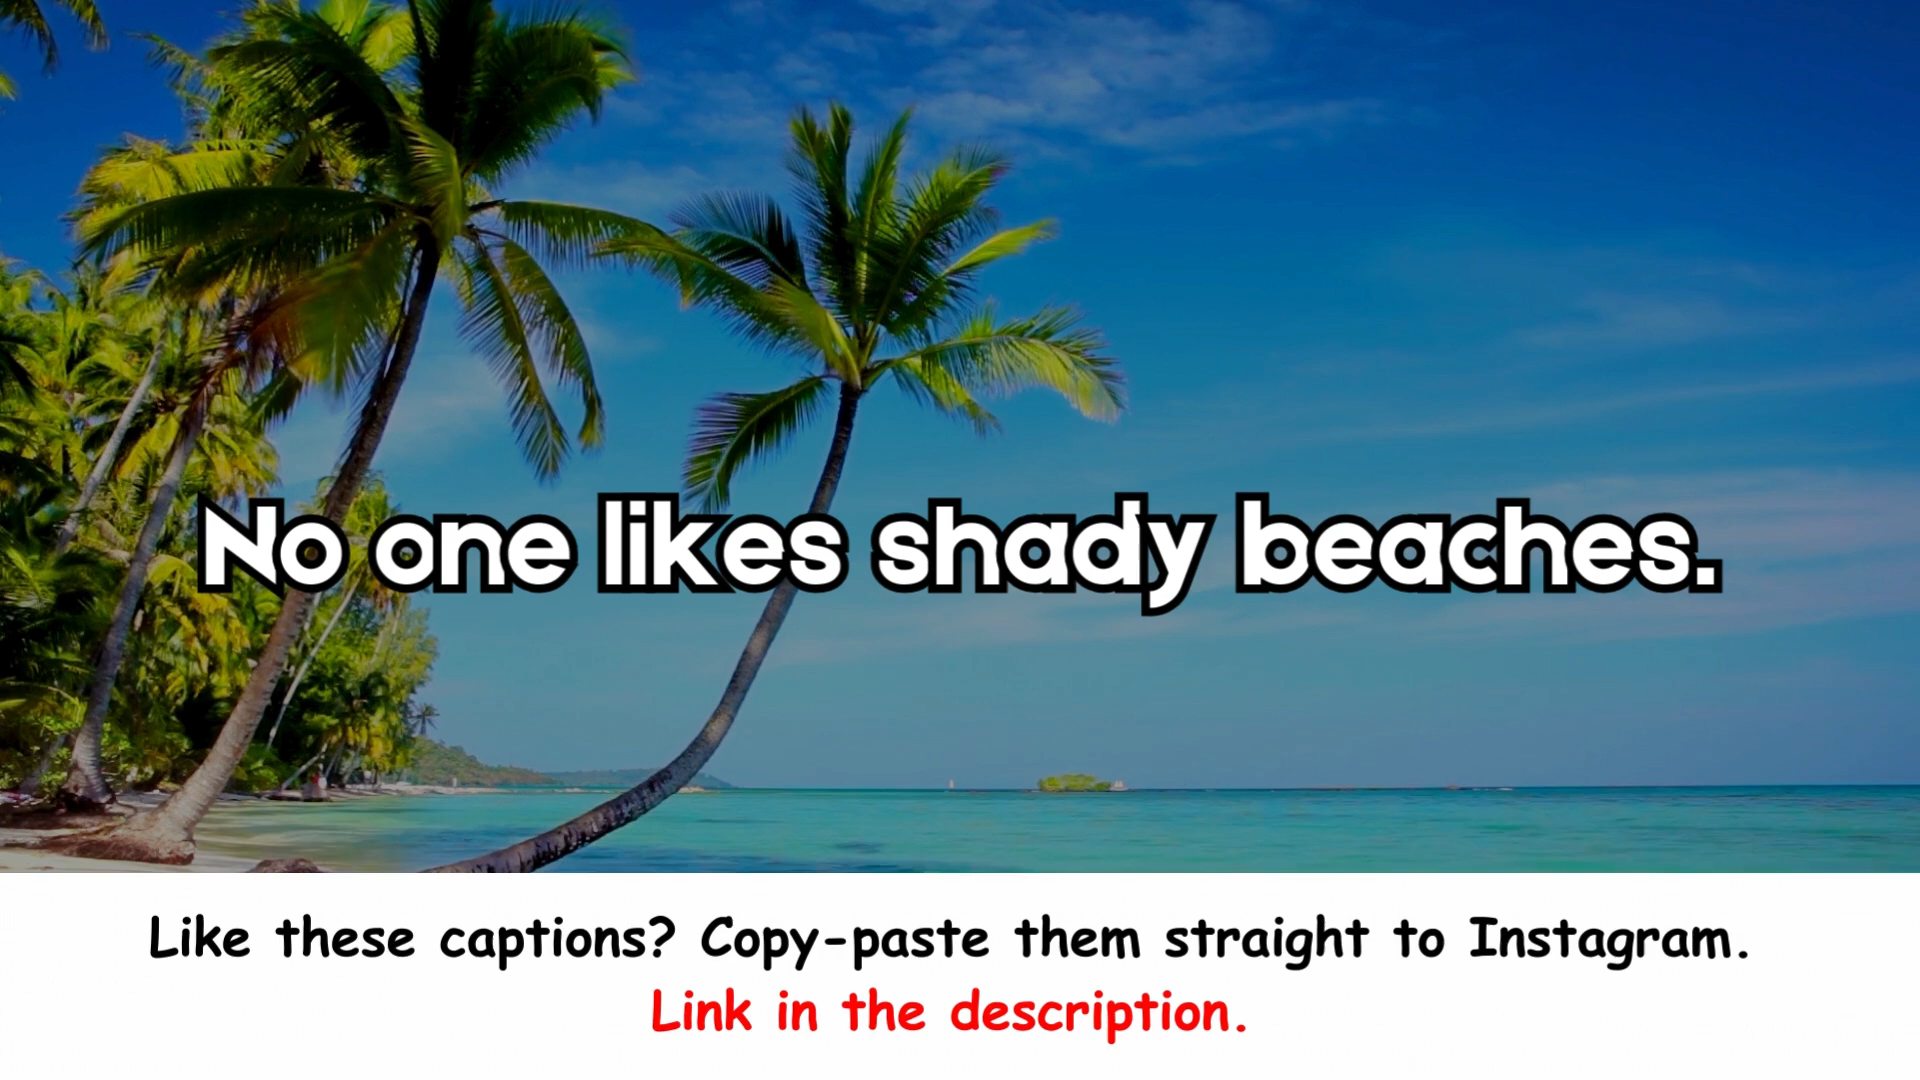 No one likes shady beaches.
Like these captions? Copy-paste them straight to Instagram.
Link in the description.